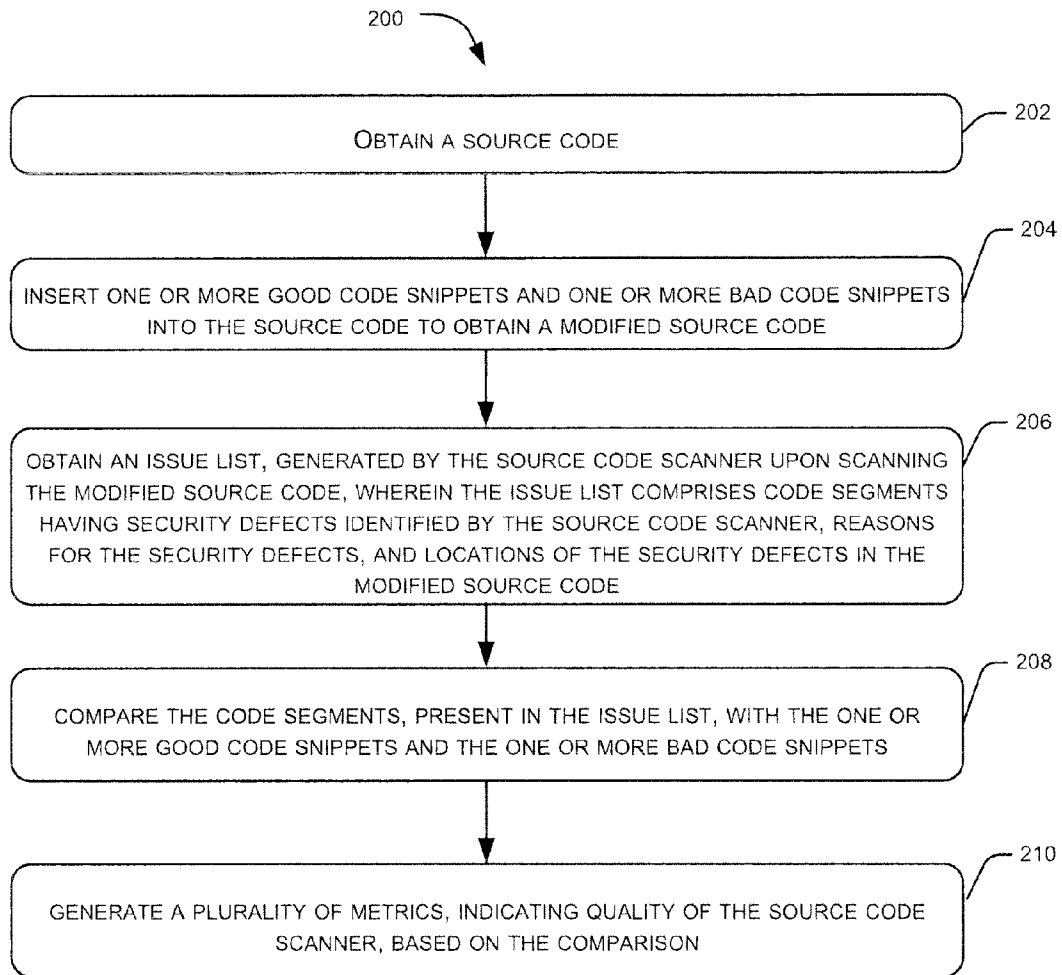 200
202
OBTAIN A SOURCE CODE
204
INSERT ONE OR MORE GOOD CODE SNIPPETS AND ONE OR MORE BAD CODE SNIPPETS
INTO THE SOURCE CODE TO OBTAIN A MODIFIED SOURCE CODE
206
OBTAIN AN ISSUE LIST, GENERATED BY THE SOURCE CODE SCANNER UPON SCANNING
THE MODIFIED SOURCE CODE, WHEREIN THE ISSUE LIST COMPRISES CODE SEGMENTS
HAVING SECURITY DEFECTS IDENTIFIED BY THE SOURCE CODE SCANNER, REASONS
FOR THE SECURITY DEFECTS, AND LOCATIONS OF THE SECURITY DEFECTS IN THE
MODIFIED SOURCE CODE
208
COMPARE THE CODE SEGMENTS, PRESENT IN THE ISSUE LIST, WITH THE ONE OR
MORE GOOD CODE SNIPPETS AND THE ONE OR MORE BAD CODE SNIPPETS
210
GENERATE A PLURALITY OF METRICS, INDICATING QUALITY OF THE SOURCE CODE
SCANNER, BASED ON THE COMPARISON